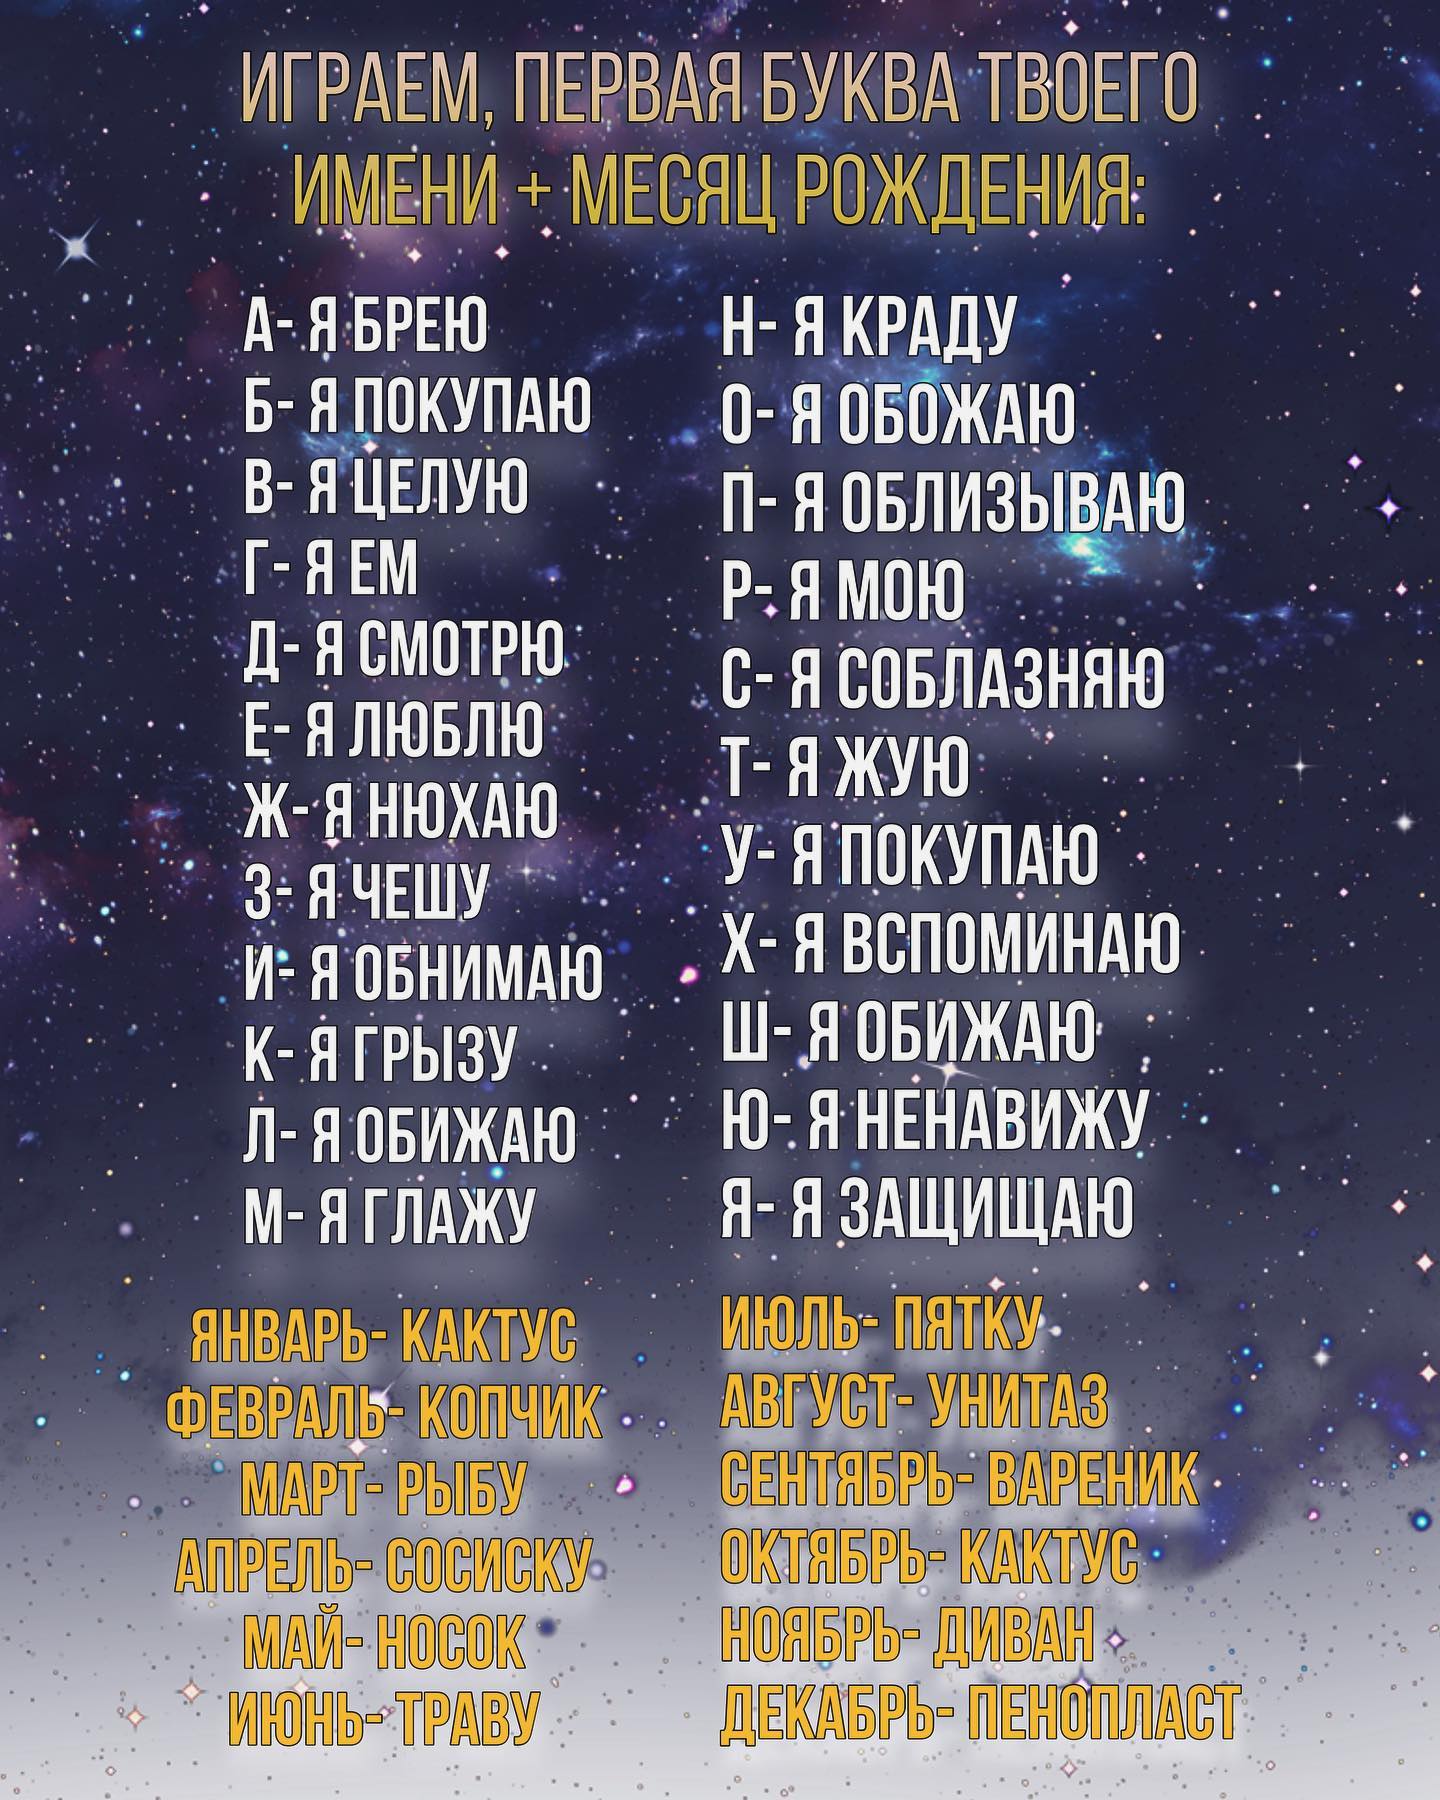 ИГРАЕМ, ПЕРВАЯ БУКВА ТВОЕГО
ИМЕНИ + МЕСЯЦ РОЖДЕНИЯ:
А- Я БРЕЮ
Б- Я ПОКУПАЮ
В- Я ЦЕЛУЮ
Г- Я ЕМ
Д- Я СМОТРЮ
Е- Я ЛЮБЛЮ
Ж- Я НЮХАЮ
З- Я ЧЕШУ
И- Я ОБНИМАЮ
К- Я ГРЫЗУ
Л- Я ОБИЖАЮ
М- Я ГЛАЖУ
Н- Я КРАДУ
О- Я ОБОЖАЮ
П- Я ОБЛИЗЫВАЮ
Р- Я МОЮ
С- Я СОБЛАЗНЯЮ
Т- Я ЖУЮ
У- Я ПОКУПАЮ
Х- Я ВСПОМИНАЮ
Ш- Я ОБИЖАЮ
Ю- Я НЕНАВИЖУ
Я- Я ЗАЩИЩАЮ
ЯНВАРЬ- КАКТУС
ФЕВРАЛЬ- КОПЧИК
МАРТ- РЫБУ
АПРЕЛЬ- СОСИСКУ
МАЙ- НОСОК
ИЮНЬ- ТРАВУ
ИЮЛЬ- ПЯТКУ
АВГУСТ- УНИТАЗ
СЕНТЯБРЬ- ВАРЕНИК
ОКТЯБРЬ- КАКТУС
НОЯБРЬ- ДИВАН
ДЕКАБРЬ- ПЕНОПЛАСТ